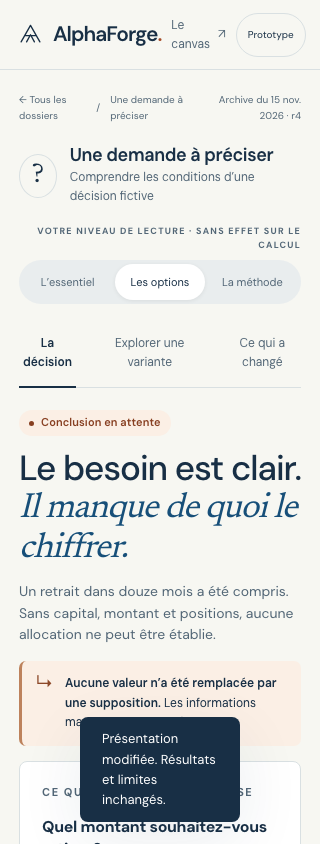 AlphaForge.
Le
canvas
Prototype
← Tous les
dossiers
/
Une demande à
préciser
Archive du 15 nov.
2026 · r4
?
Une demande à préciser
Comprendre les conditions d’une
décision fictive
VOTRE NIVEAU DE LECTURE · SANS EFFET SUR LE
CALCUL
L’essentiel
Les options
La méthode
La
décision
Explorer une
variante
Ce qui a
changé
Conclusion en attente
Le besoin est clair.
Il manque de quoi le
chiffrer.
Un retrait dans douze mois a été compris.
Sans capital, montant et positions, aucune
allocation ne peut être établie.
Aucune valeur n’a été remplacée par
une supposition. Les informations
Présentation
modifiée. Résultats
et limites
inchangés.
Quel montant souhaitez-vous